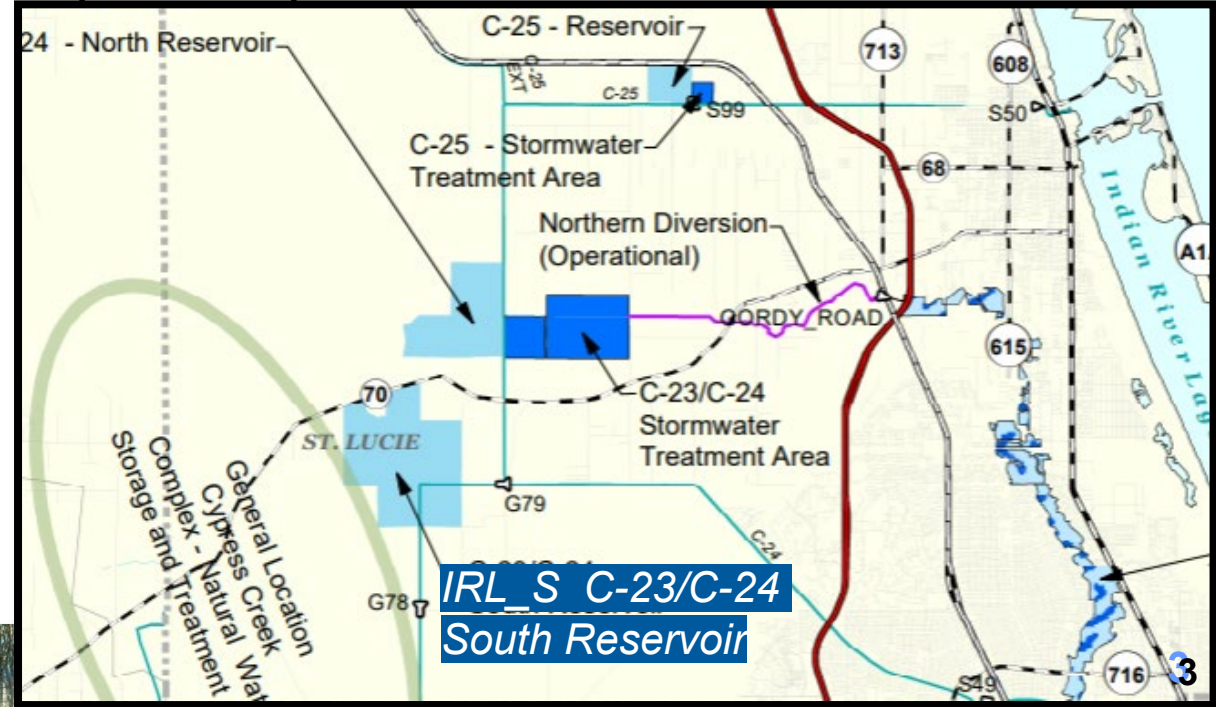 24 - North Reservoir
C-25 - Reservoir
713
608
C-25
EXT
C-25
S99
S50
C-25 - Stormwater
Treatment Area
68
Indian River Lag
Northern Diversion
(Operational)
A1
GORDY_ROAD
615
70
C-23/C-24
Stormwater
Treatment Area
ST. LUCIE
G79
General Location
Cypress Creek
Complex - Natural Wat
Storage and Treatment
C-24
G78
IRL_S C-23/C-24
South Reservoir
S49
716
3